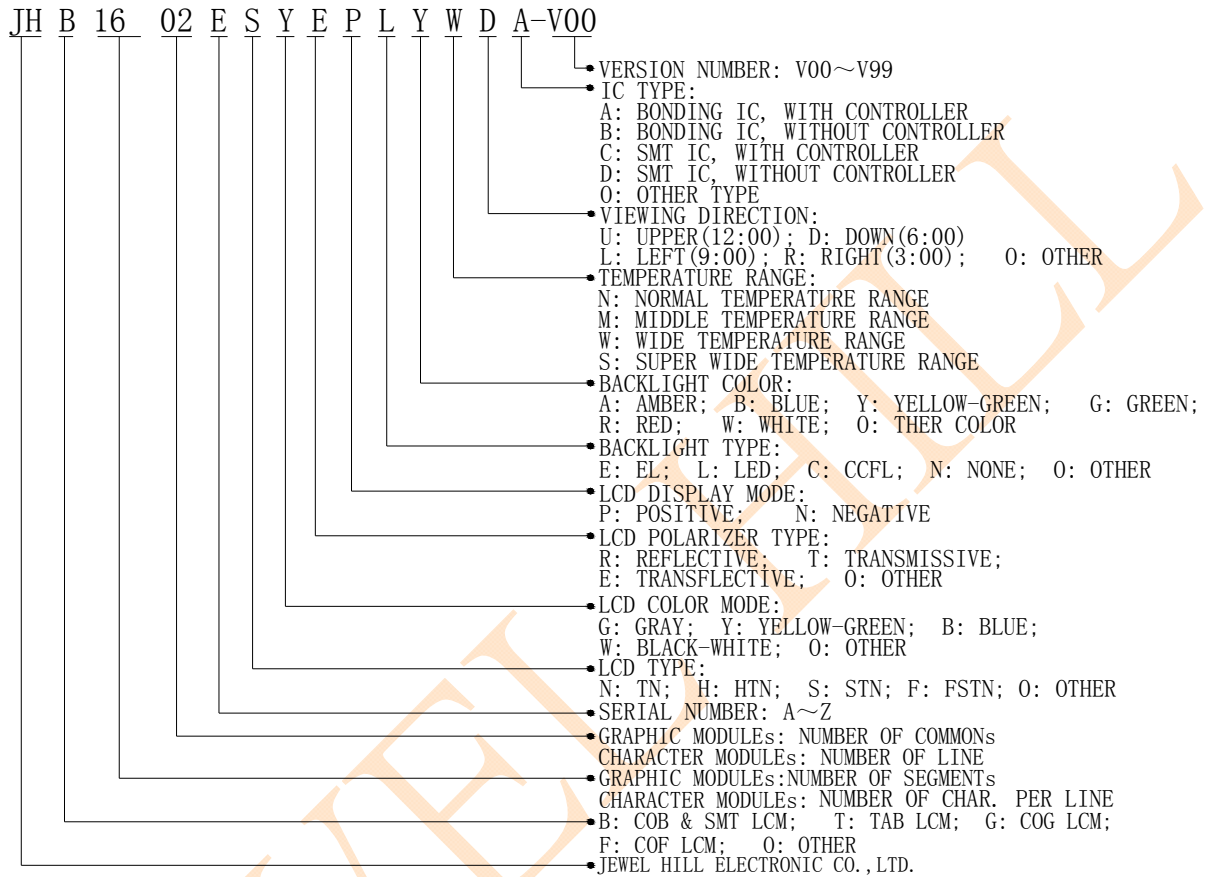 JH B 16 02 E S Y E P L Y W D A-V00
VERSION NUMBER: V00～V99
IC TYPE:
A: BONDING IC, WITH CONTROLLER
B: BONDING IC, WITHOUT CONTROLLER
C: SMT IC, WITH CONTROLLER
D: SMT IC, WITHOUT CONTROLLER
O: OTHER TYPE
VIEWING DIRECTION:
U: UPPER(12:00); D: DOWN(6:00)
L: LEFT(9:00); R: RIGHT(3:00); O: OTHER
TEMPERATURE RANGE:
N: NORMAL TEMPERATURE RANGE
M: MIDDLE TEMPERATURE RANGE
W: WIDE TEMPERATURE RANGE
S: SUPER WIDE TEMPERATURE RANGE
BACKLIGHT COLOR:
A: AMBER; B: BLUE; Y: YELLOW-GREEN; G: GREEN;
R: RED; W: WHITE; O: THER COLOR
BACKLIGHT TYPE:
E: EL; L: LED; C: CCFL; N: NONE; O: OTHER
LCD DISPLAY MODE:
P: POSITIVE; N: NEGATIVE
LCD POLARIZER TYPE:
R: REFLECTIVE; T: TRANSMISSIVE;
E: TRANSFLECTIVE; O: OTHER
LCD COLOR MODE:
G: GRAY; Y: YELLOW-GREEN; B: BLUE;
W: BLACK-WHITE; O: OTHER
LCD TYPE:
N: TN; H: HTN; S: STN; F: FSTN; O: OTHER
SERIAL NUMBER: A～Z
GRAPHIC MODULEs: NUMBER OF COMMONs
CHARACTER MODULEs: NUMBER OF LINE
GRAPHIC MODULEs:NUMBER OF SEGMENTs
CHARACTER MODULEs: NUMBER OF CHAR. PER LINE
B: COB & SMT LCM; T: TAB LCM; G: COG LCM;
F: COF LCM; O: OTHER
JEWEL HILL ELECTRONIC CO.,LTD.
WEL HILL